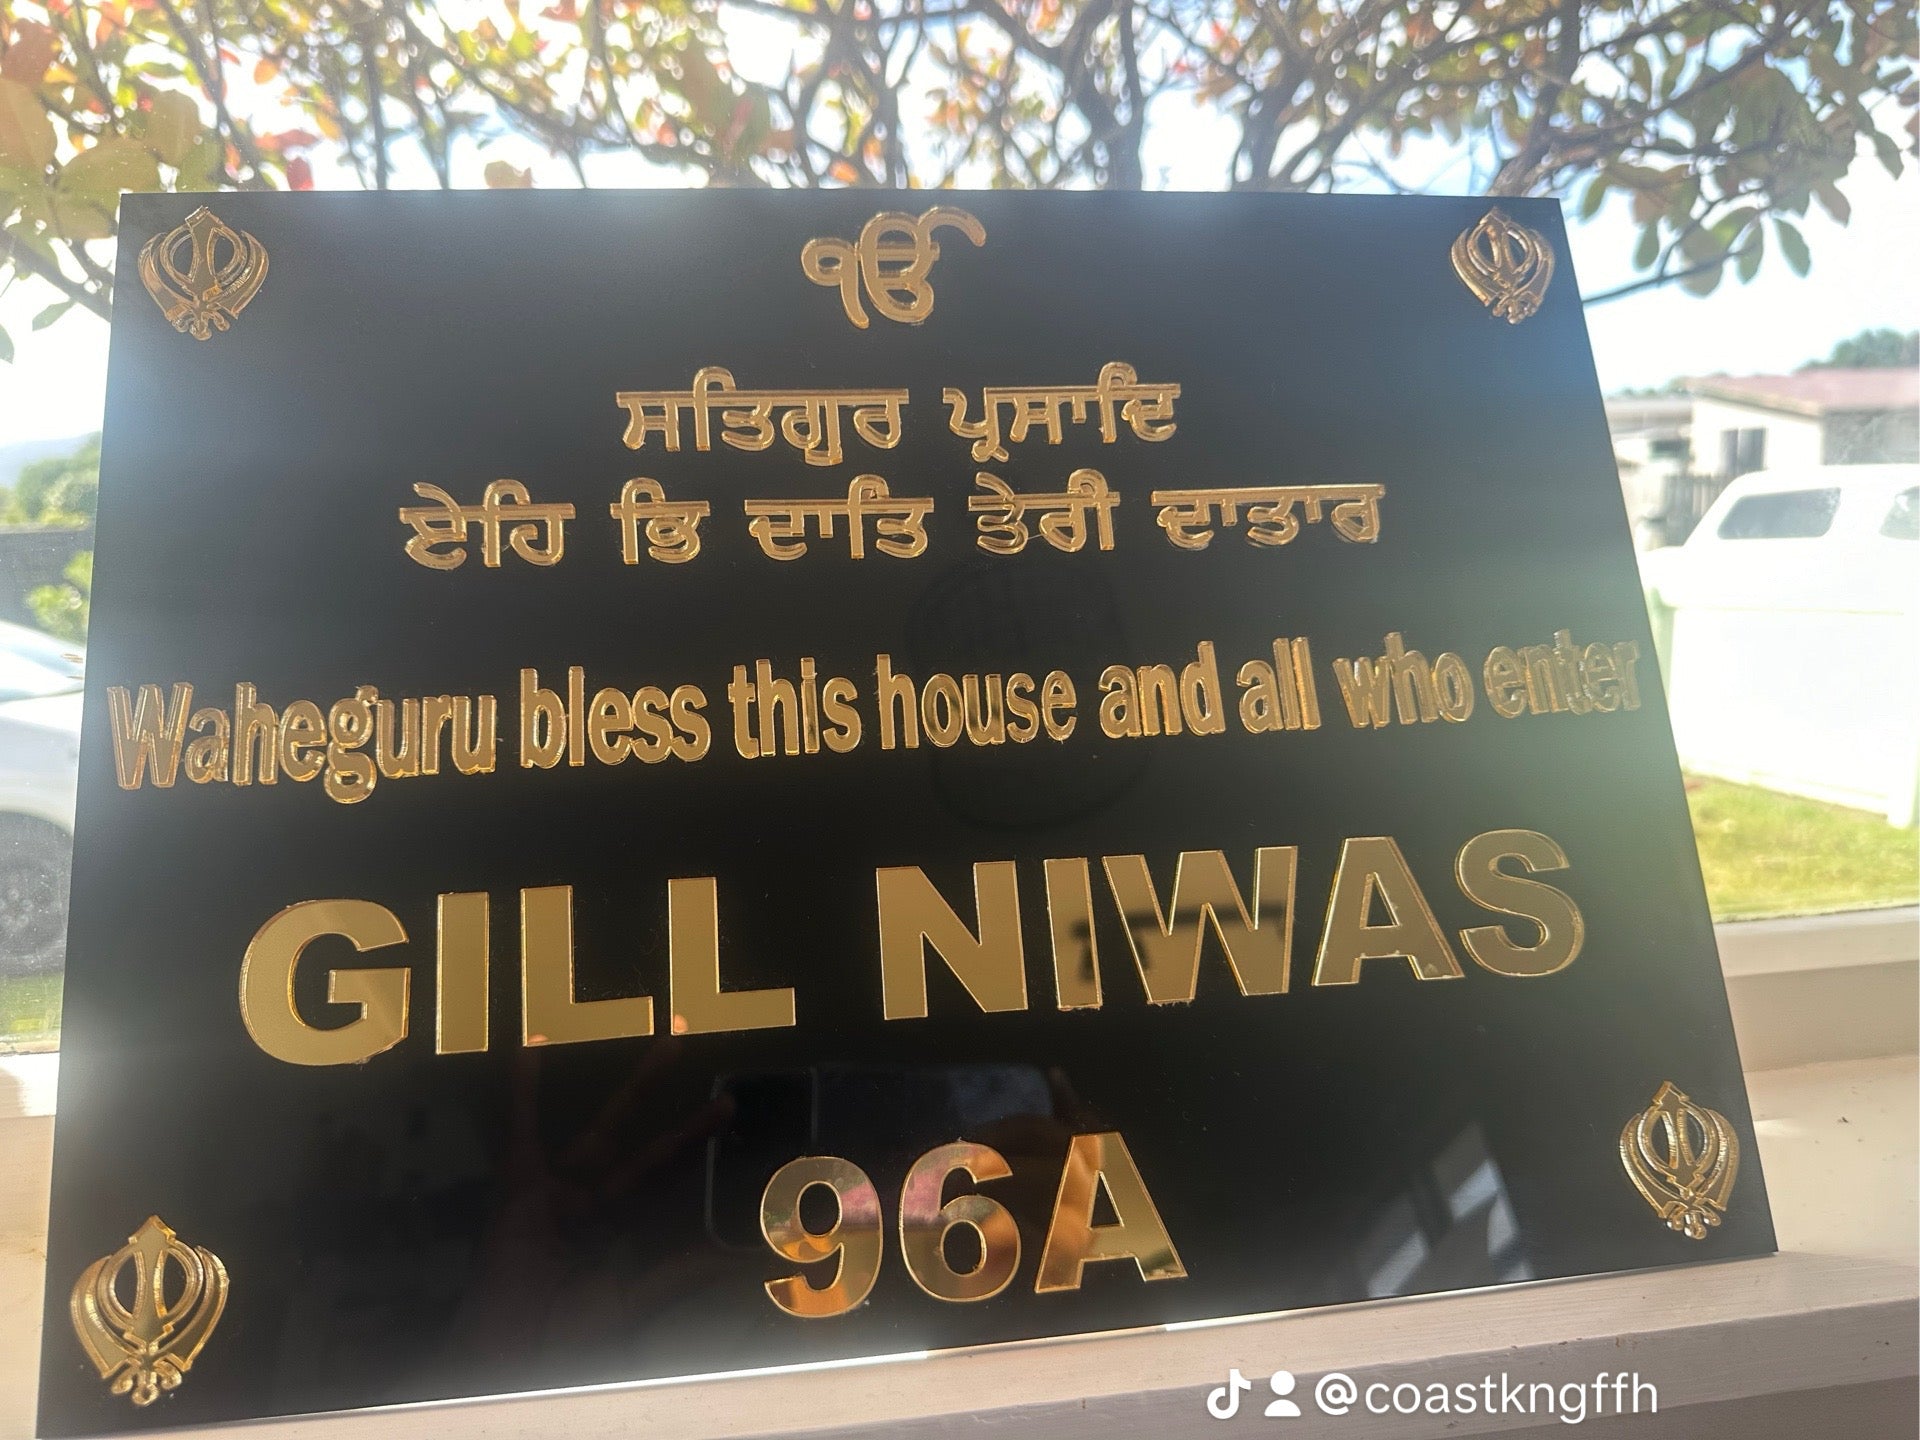 ੴ
ਸਤਿਗੁਰ ਪ੍ਰਸਾਦਿ
ਏਹਿ ਭਿ ਦਾਤਿ ਤੇਰੀ ਦਾਤਾਰ
Waheguru bless this house and all who enter
GILL NIWAS
96A
@coastkngffh